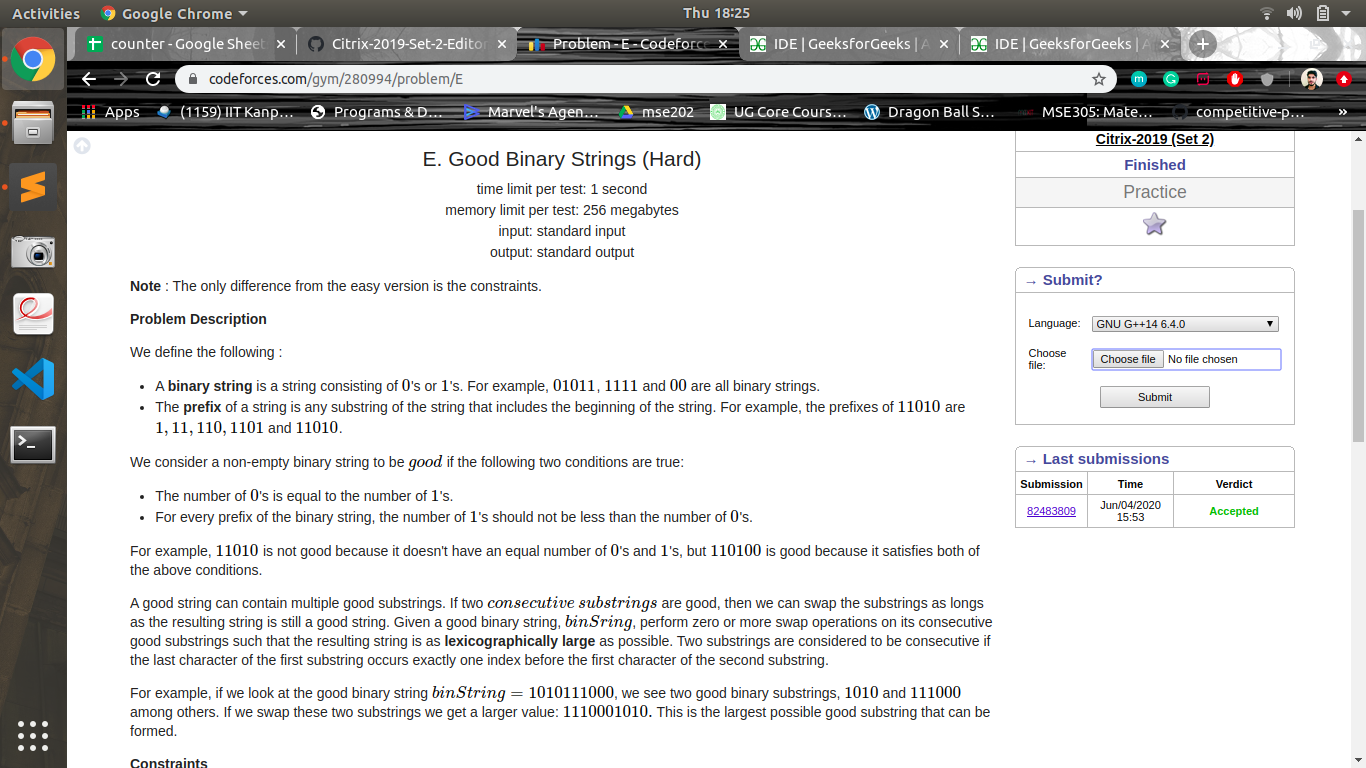 Activities
Google Chrome
Thu 18:25
counter - Google Sheet
Citrix-2019-Set-2-Edito
Problem - E - Codeforce
IDE | GeeksforGeeks | A
IDE | GeeksforGeeks | A
codeforces.com/gym/280994/problem/E
Apps
(1159) IIT Kanp...
Programs & D...
Marvel's Agen...
mse202
UG Core Cours...
Dragon Ball S...
MSE305: Mate...
competitive-p...
»
E. Good Binary Strings (Hard)
time limit per test: 1 second
memory limit per test: 256 megabytes
input: standard input
output: standard output
Note : The only difference from the easy version is the constraints.
Problem Description
We define the following :
• A binary string is a string consisting of 0's or 1's. For example, 01011, 1111 and 00 are all binary strings.
• The prefix of a string is any substring of the string that includes the beginning of the string. For example, the prefixes of 11010 are
1, 11, 110, 1101 and 11010.
We consider a non-empty binary string to be good if the following two conditions are true:
• The number of 0's is equal to the number of 1's.
• For every prefix of the binary string, the number of 1's should not be less than the number of 0's.
For example, 11010 is not good because it doesn't have an equal number of 0's and 1's, but 110100 is good because it satisfies both of
the above conditions.
A good string can contain multiple good substrings. If two consecutive substrings are good, then we can swap the substrings as longs
as the resulting string is still a good string. Given a good binary string, binSring, perform zero or more swap operations on its consecutive
good substrings such that the resulting string is as lexicographically large as possible. Two substrings are considered to be consecutive if
the last character of the first substring occurs exactly one index before the first character of the second substring.
For example, if we look at the good binary string binString = 1010111000, we see two good binary substrings, 1010 and 111000
among others. If we swap these two substrings we get a larger value: 1110001010. This is the largest possible good substring that can be
formed.
Constraints
Citrix-2019 (Set 2)
Finished
Practice
→ Submit?
Language: GNU G++14 6.4.0
Choose
file: Choose file No file chosen
Submit
→ Last submissions
Submission Time Verdict
82483809 Jun/04/2020
15:53 Accepted